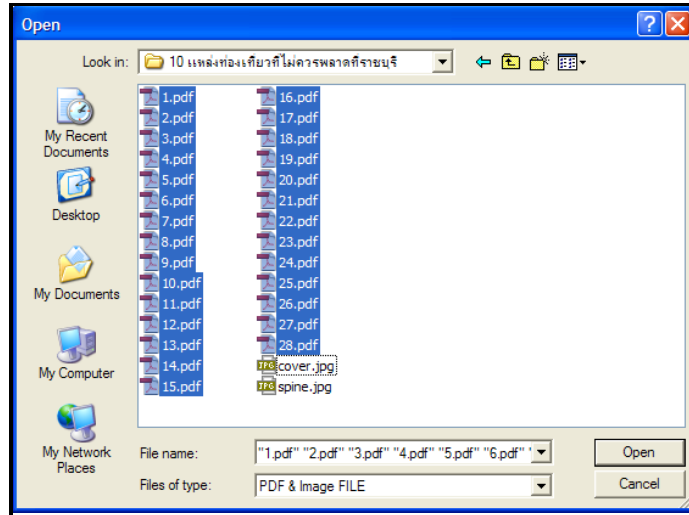 Open
Look in:
10 แหล่งท่องเที่ยวที่ไม่ควรพลาดที่ราชบุรี
My Recent
Documents
Desktop
My Documents
My Computer
My Network
Places
1.pdf
2.pdf
3.pdf
4.pdf
5.pdf
6.pdf
7.pdf
8.pdf
9.pdf
10.pdf
11.pdf
12.pdf
13.pdf
14.pdf
15.pdf
16.pdf
17.pdf
18.pdf
19.pdf
20.pdf
21.pdf
22.pdf
23.pdf
24.pdf
25.pdf
26.pdf
27.pdf
28.pdf
cover.jpg
spine.jpg
File name:
"1.pdf" "2.pdf" "3.pdf" "4.pdf" "5.pdf" "6.pdf" "
Open
Files of type:
PDF & Image FILE
Cancel